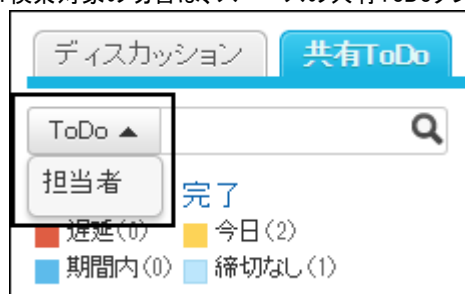 ディスカッション 共有ToDo
ToDo ▲
担当者
完了
遅延(0) 今日(2)
期間内(0) 締切なし(1)